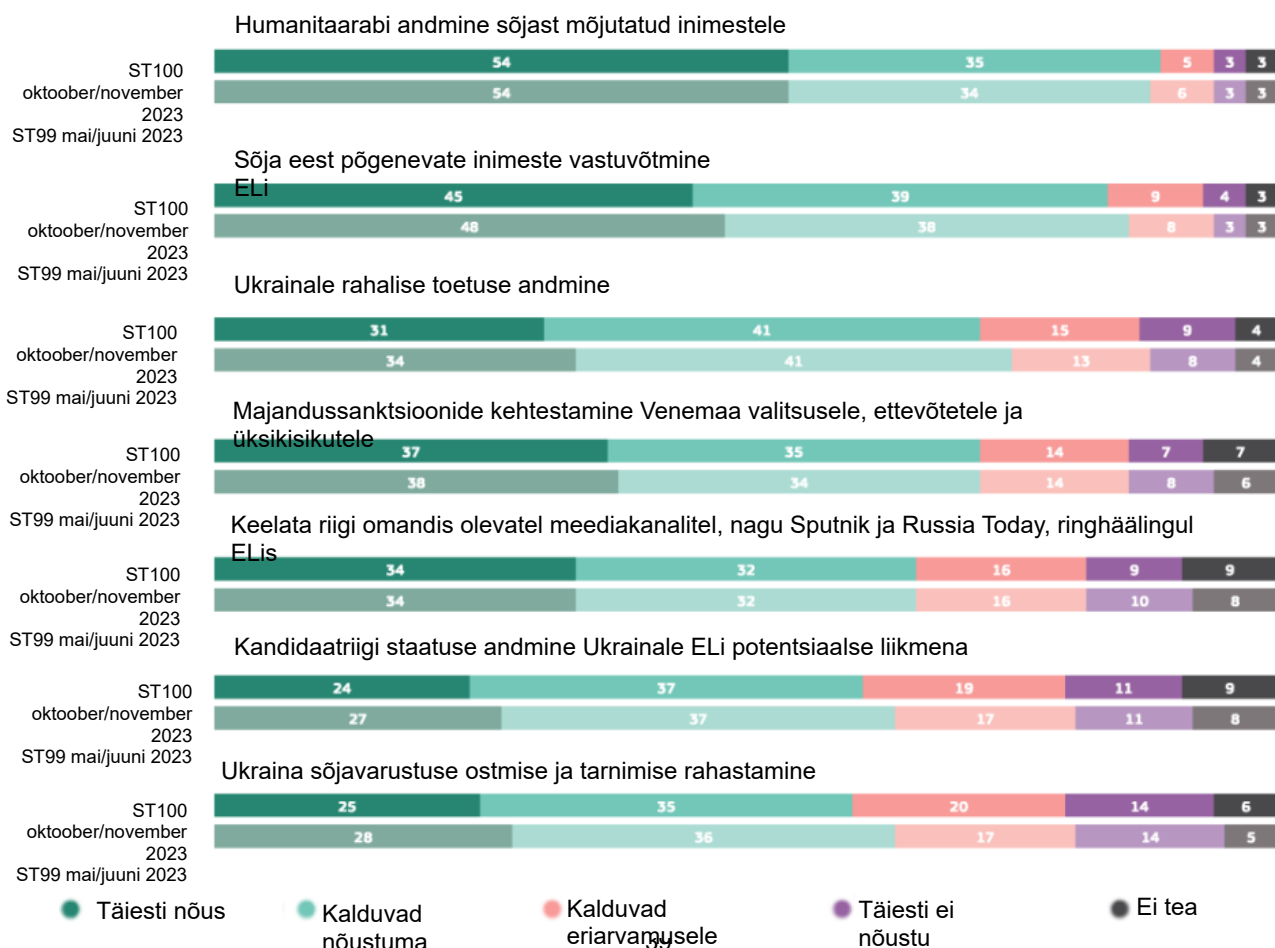 Humanitaarabi andmine sõjast mõjutatud inimestele
ST100
oktoober/november
2023
ST99 mai/juuni 2023
54 35 5 3 3
54 34 6 3 3
Sõja eest põgenevate inimeste vastuvõtmine
ELi
ST100
oktoober/november
2023
ST99 mai/juuni 2023
45 39 9 4 3
48 38 8 3 3
Ukrainale rahalise toetuse andmine
ST100
oktoober/november
2023
ST99 mai/juuni 2023
31 41 15 9 4
34 41 13 8 4
Majandussanktsioonide kehtestamine Venemaa valitsusele, ettevõtetele ja
üksikisikutele
ST100
oktoober/november
2023
ST99 mai/juuni 2023
37 35 14 7 7
38 34 14 8 6
Keelata riigi omandis olevatel meediakanalitel, nagu Sputnik ja Russia Today, ringhäälingul
ELis
ST100
oktoober/november
2023
ST99 mai/juuni 2023
34 32 16 9 9
34 32 16 10 8
Kandidaatriigi staatuse andmine Ukrainale ELi potentsiaalse liikmena
ST100
oktoober/november
2023
ST99 mai/juuni 2023
24 37 19 11 9
27 37 17 11 8
Ukraina sõjavarustuse ostmise ja tarnimise rahastamine
ST100
oktoober/november
2023
ST99 mai/juuni 2023
25 35 20 14 6
28 36 17 14 5
Täiesti nõus
Kalduvad
nõustuma
Kalduvad
eriarvamusele
Täiesti ei
nõustu
Ei tea